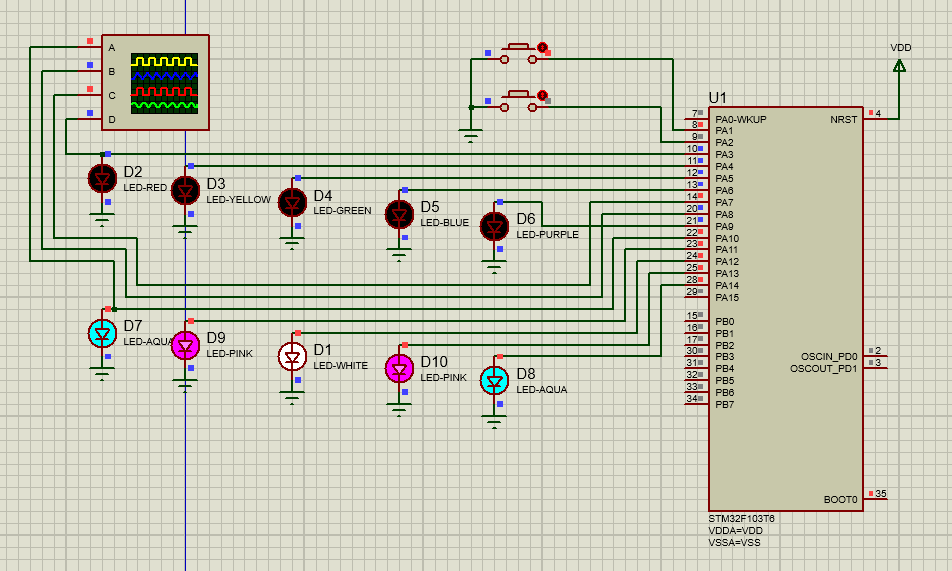 A
B
C
D
VDD
U1
7
8
9
10
11
12
13
14
20
21
22
23
24
25
28
29
15
16
17
30
31
32
33
34
PA0-WKUP
PA1
PA2
PA3
PA4
PA5
PA6
PA7
PA8
PA9
PA10
PA11
PA12
PA13
PA14
PA15
PB0
PB1
PB2
PB3
PB4
PB5
PB6
PB7
NRST
4
OSCIN_PD0
2
OSCOUT_PD1
3
BOOT0
35
STM32F103T6
VDDA=VDD
VSSA=VSS
D2
LED-RED
D3
LED-YELLOW
D4
LED-GREEN
D5
LED-BLUE
D6
LED-PURPLE
D7
LED-AQUA
D9
LED-PINK
D1
LED-WHITE
D10
LED-PINK
D8
LED-AQUA